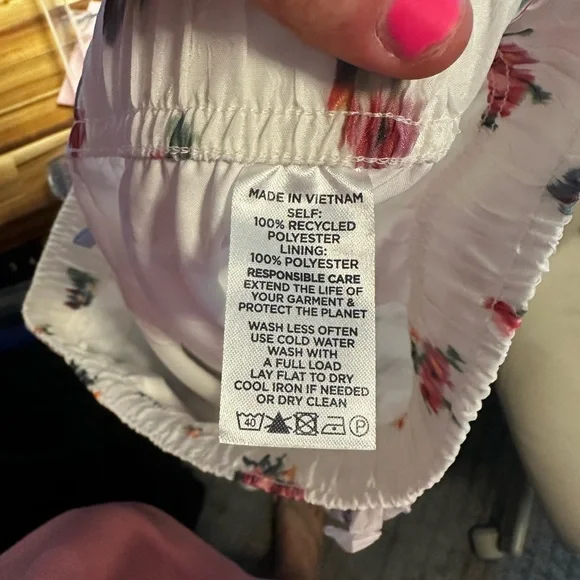 MADE IN VIETNAM
SELF:
100% RECYCLED
POLYESTER
LINING:
100% POLYESTER
RESPONSIBLE CARE
EXTEND THE LIFE OF
YOUR GARMENT &
PROTECT THE PLANET
WASH LESS OFTEN
USE COLD WATER
WASH WITH
A FULL LOAD
LAY FLAT TO DRY
COOL IRON IF NEEDED
OR DRY CLEAN
40 P